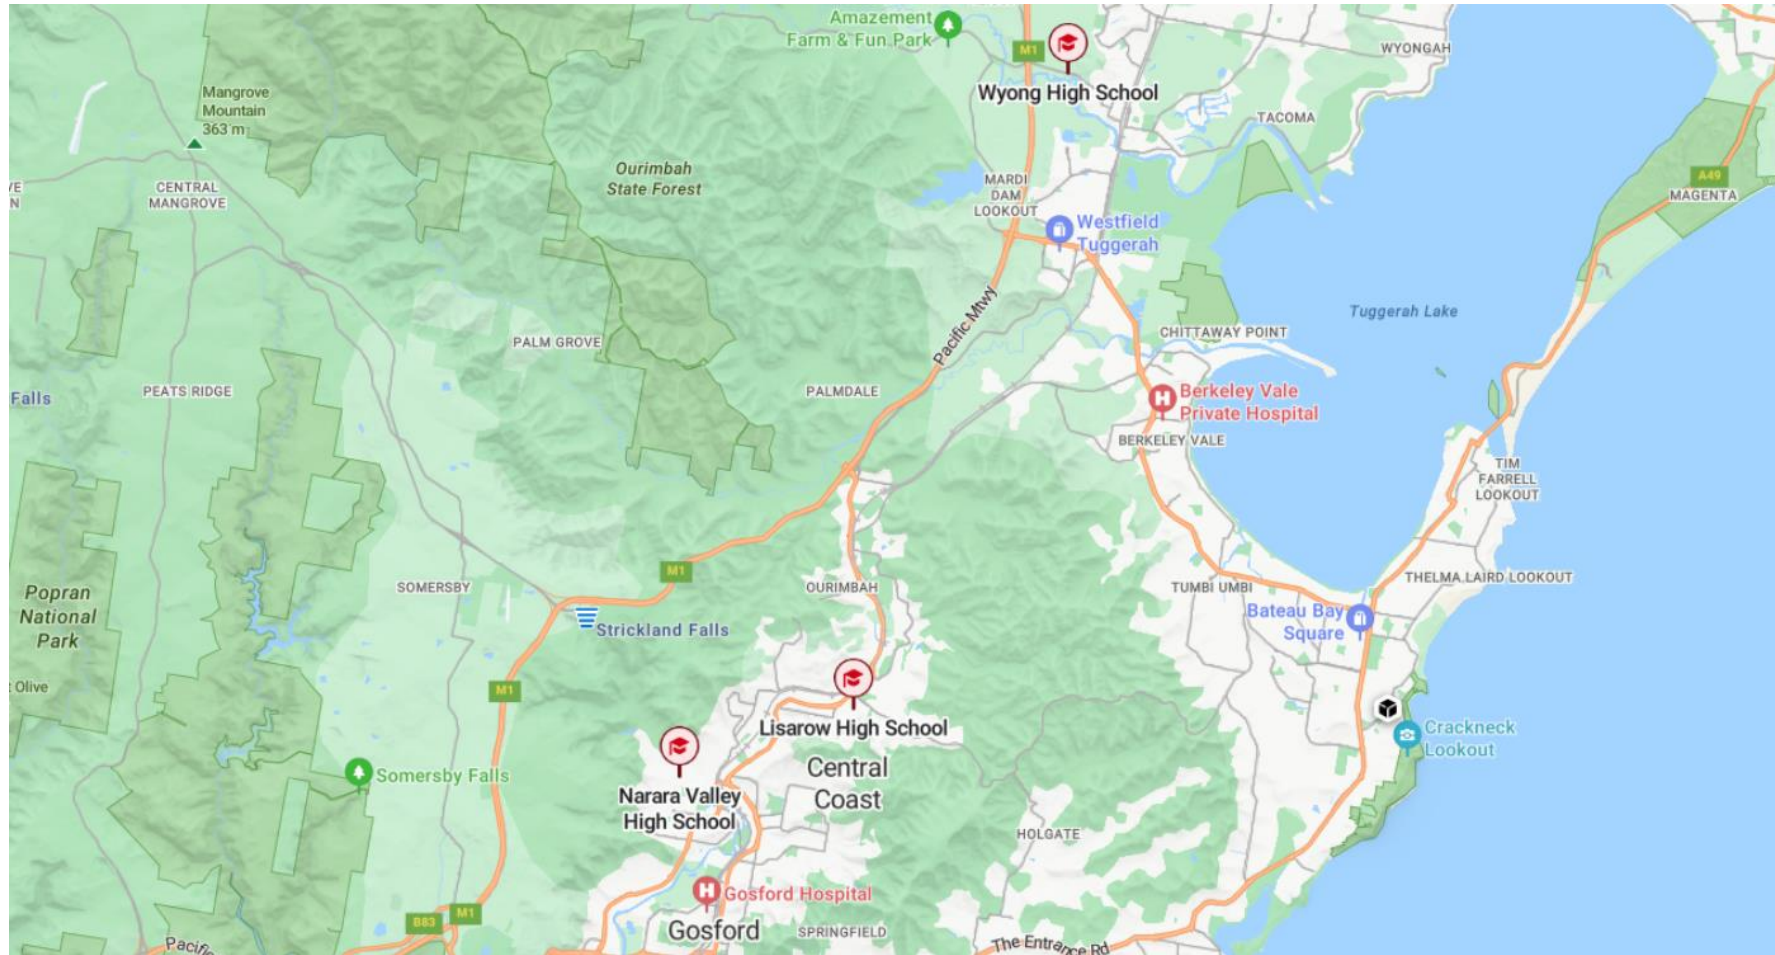 Amazement
Farm & Fun Park
M1
Wyong High School
WYONGAH
Mangrove
Mountain
363 m
TACOMA
Ourimbah
State Forest
CENTRAL
MANGROVE
MARDI
DAM
LOOKOUT
A49
MAGENTA
Westfield
Tuggerah
Pacific Mtwy
Tuggerah Lake
CHITTAWAY POINT
PALM GROVE
PEATS RIDGE
PALMDALE
Falls
Berkeley Vale
Private Hospital
BERKELEY VALE
TIM
FARRELL
LOOKOUT
M1
SOMERSBY
OURIMBAH
TUMBI UMBI
THELMA LAIRD LOOKOUT
Popran
National
Park
Strickland Falls
Bateau Bay
Square
Olive
M1
Lisarow High School
Crackneck
Lookout
Central
Coast
Somersby Falls
Narara Valley
High School
HOLGATE
Gosford Hospital
B83
M1
Gosford
SPRINGFIELD
Pacific
The Entrance Rd